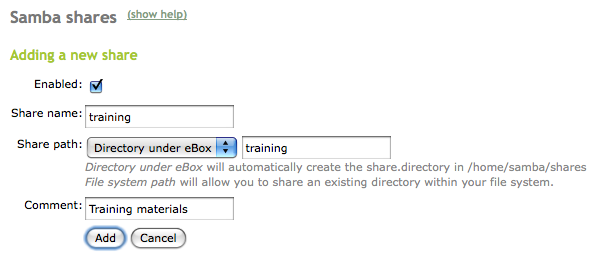 Samba shares (show help)
Adding a new share
Enabled:
Share name: training
Share path: Directory under eBox training
Directory under eBox will automatically create the share.directory in /home/samba/shares
File system path will allow you to share an existing directory within your file system.
Comment: Training materials
Add Cancel